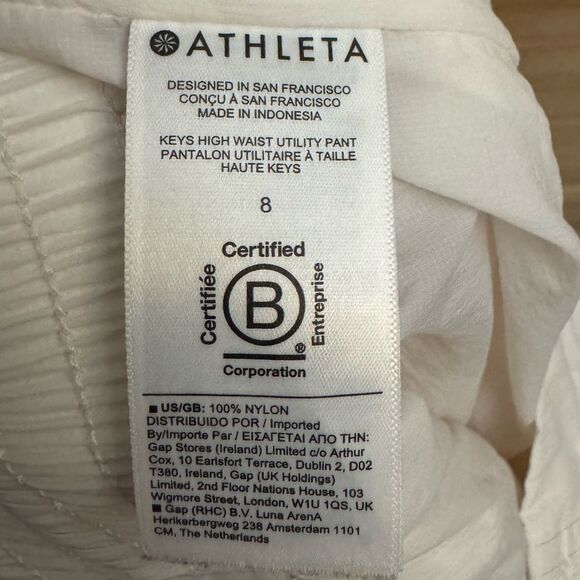 ATHLETA
DESIGNED IN SAN FRANCISCO
CONÇU À SAN FRANCISCO
MADE IN INDONESIA
KEYS HIGH WAIST UTILITY PANT
PANTALON UTILITAIRE À TAILLE
HAUTE KEYS
8
Certified
Certifiée
B
Entreprise
®
Corporation
■ US/GB: 100% NYLON
DISTRIBUIDO POR / Imported
By/Importe Par / ΕΙΣΑΓΕΤΑΙ ΑΠΟ ΤΗΝ:
Gap Stores (Ireland) Limited c/o Arthur
Cox, 10 Earlsfort Terrace, Dublin 2, D02
T380, Ireland, Gap (UK Holdings)
Limited, 2nd Floor Nations House, 103
Wigmore Street, London, W1U 1QS, UK
■ Gap (RHC) B.V. Luna ArenA
Herikerbergweg 238 Amsterdam 1101
CM, The Netherlands